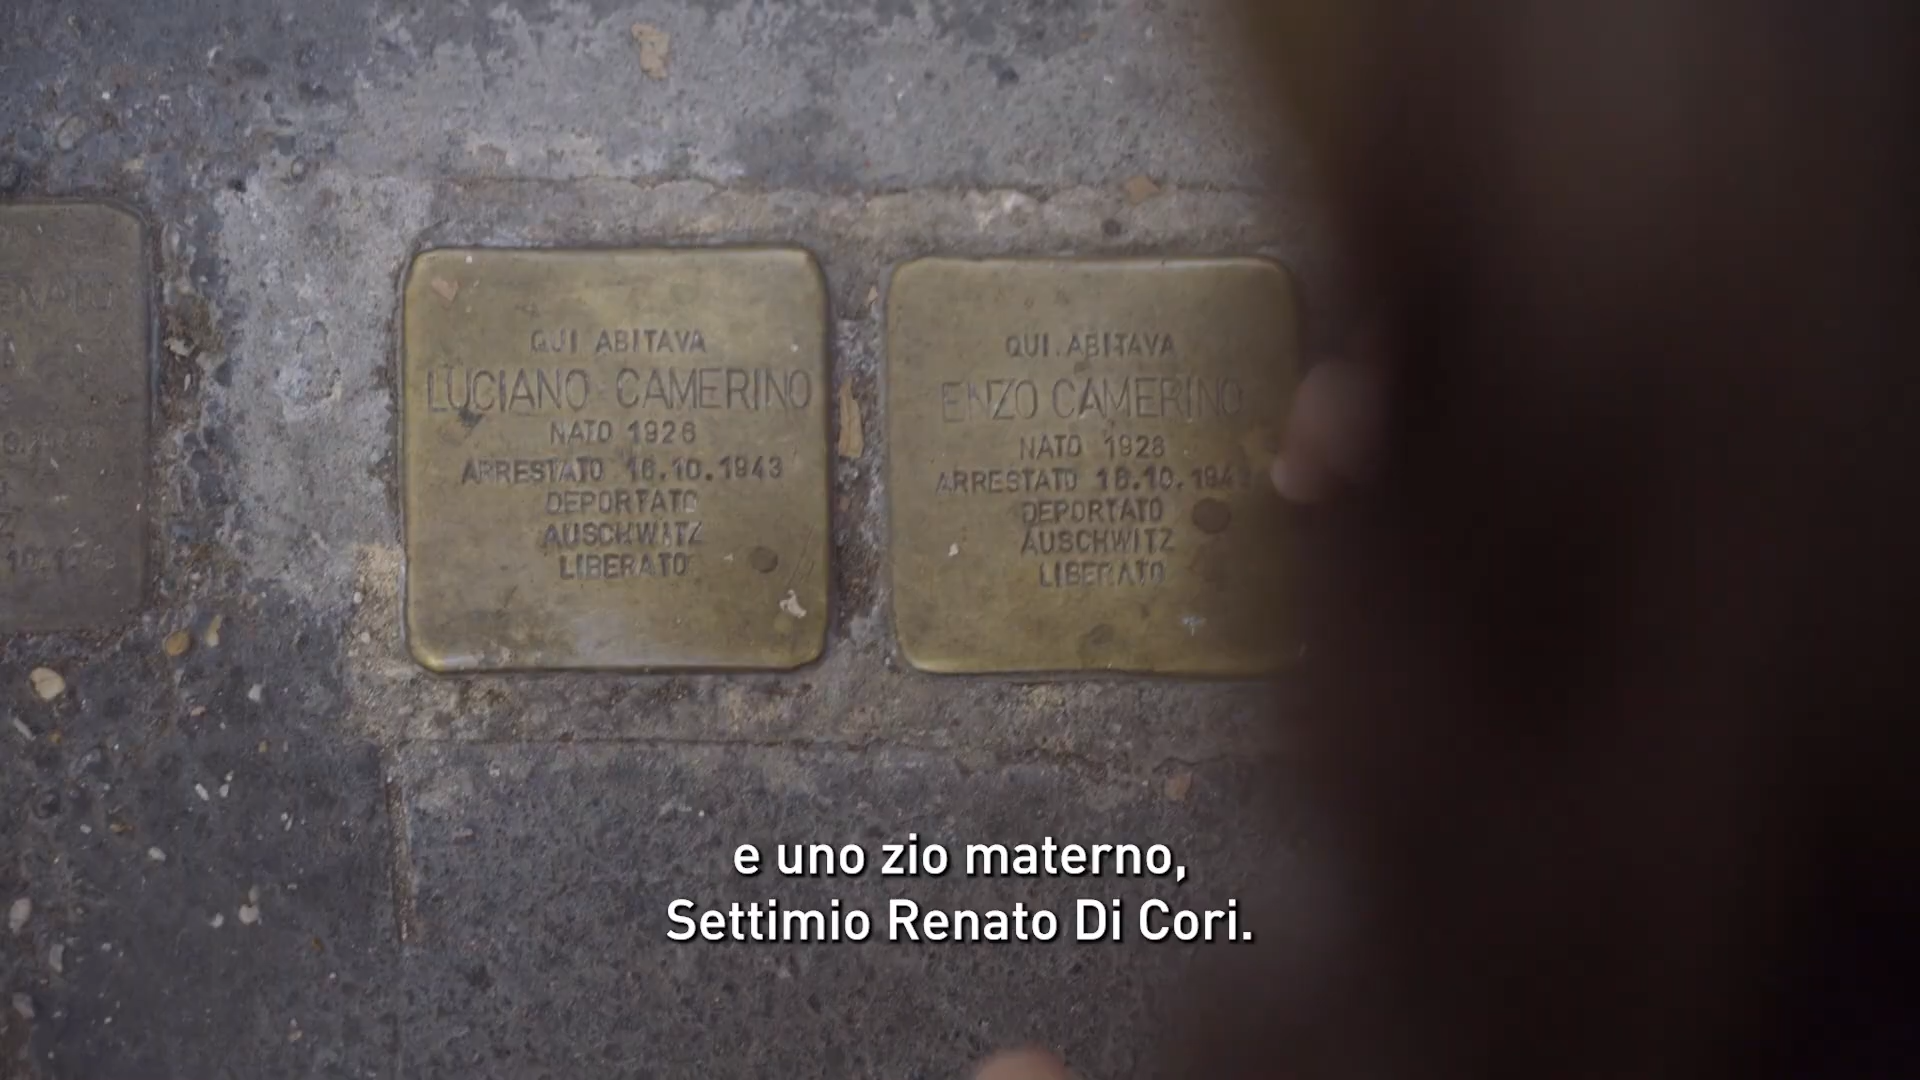 QUI ABITAVA
LUCIANO CAMERINO
NATO 1926
ARRESTATO 16.10.1943
DEPORTATO
AUSCHWITZ
LIBERATO
QUI ABITAVA
ENZO CAMERINO
NATO 1928
ARRESTATO 16.10.194
DEPORTATO
AUSCHWITZ
LIBERATO
e uno zio materno,
Settimio Renato Di Cori.